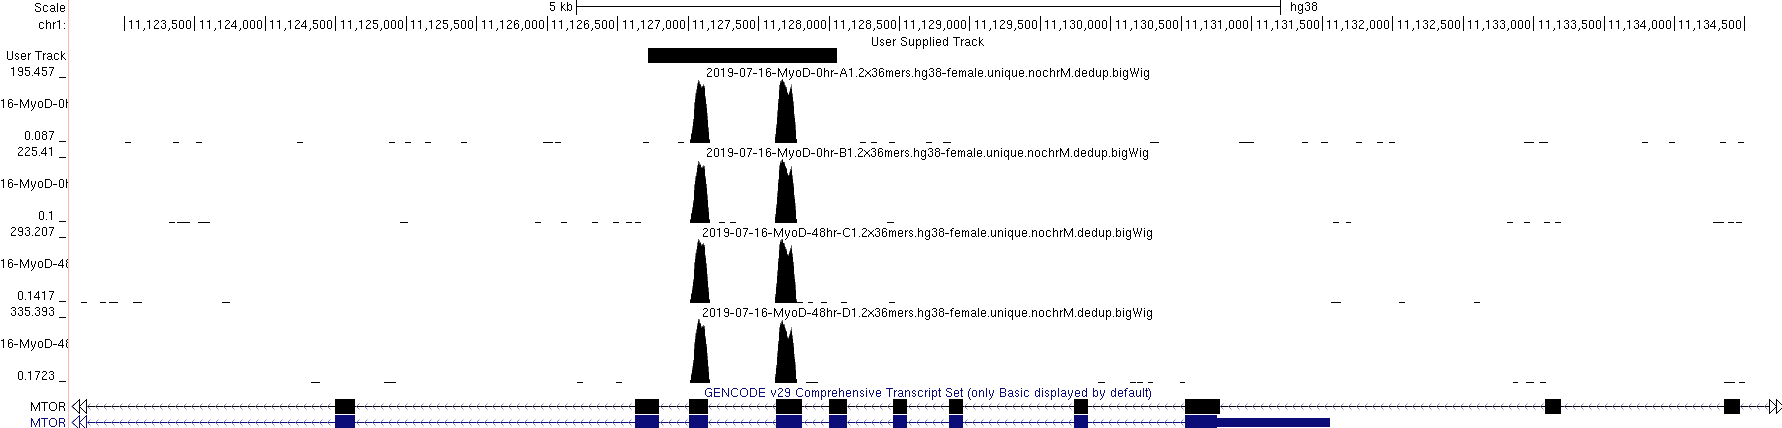 Scale 5 kb hg38
chr1: 11,123,500 11,124,000 11,124,500 11,125,000 11,125,500 11,126,000 11,126,500 11,127,000 11,127,500 11,128,000 11,128,500 11,129,000 11,129,500 11,130,000 11,130,500 11,131,000 11,131,500 11,132,000 11,132,500 11,133,000 11,133,500 11,134,000 11,134,500
User Supplied Track
User Track
195.457 _ 2019-07-16-MyoD-0hr-A1.2x36mers.hg38-female.unique.nochrM.dedup.bigWig
16-MyoD-0h
0.087 _
225.41 _ 2019-07-16-MyoD-0hr-B1.2x36mers.hg38-female.unique.nochrM.dedup.bigWig
16-MyoD-0h
0.1 _
293.207 _ 2019-07-16-MyoD-48hr-C1.2x36mers.hg38-female.unique.nochrM.dedup.bigWig
16-MyoD-48
0.1417 _
335.393 _ 2019-07-16-MyoD-48hr-D1.2x36mers.hg38-female.unique.nochrM.dedup.bigWig
16-MyoD-48
0.1723 _
GENCODE v29 Comprehensive Transcript Set (only Basic displayed by default)
MTOR
MTOR